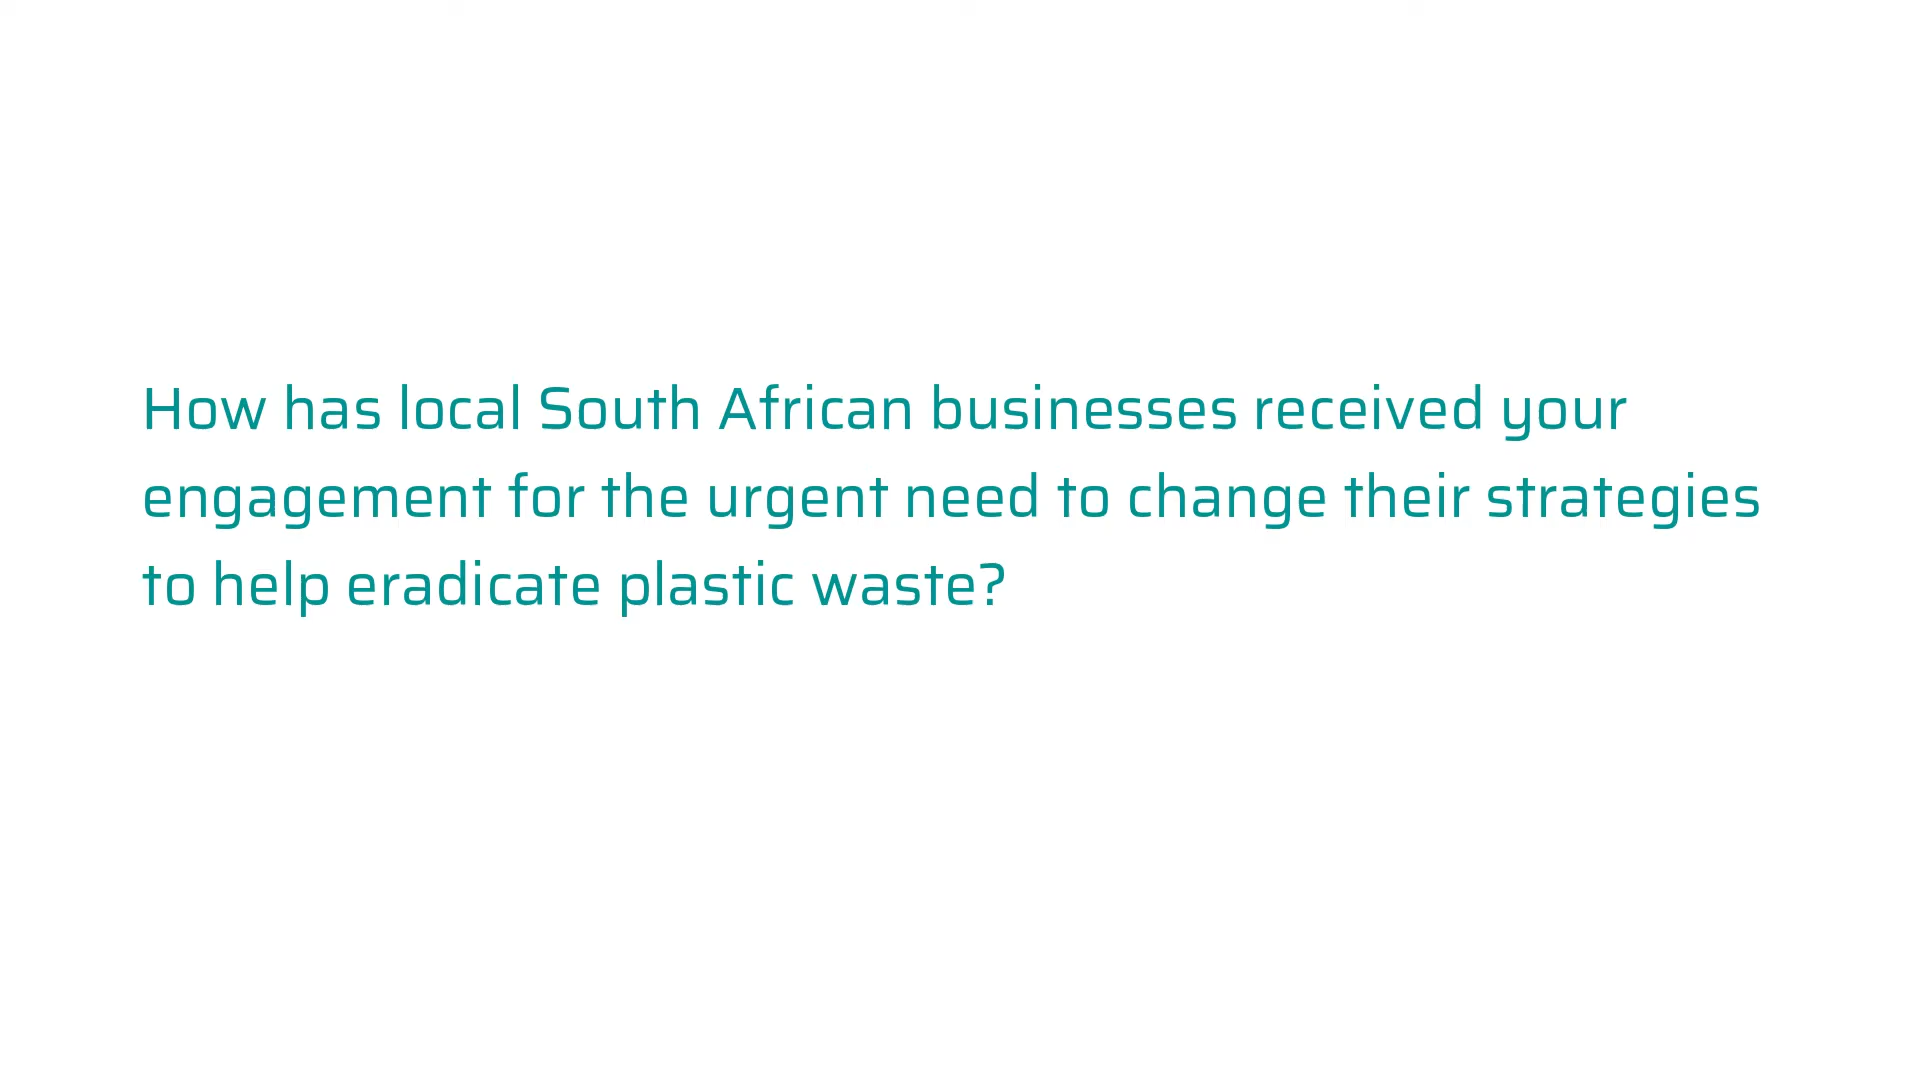 How has local South African businesses received your
engagement for the urgent need to change their strategies
to help eradicate plastic waste?